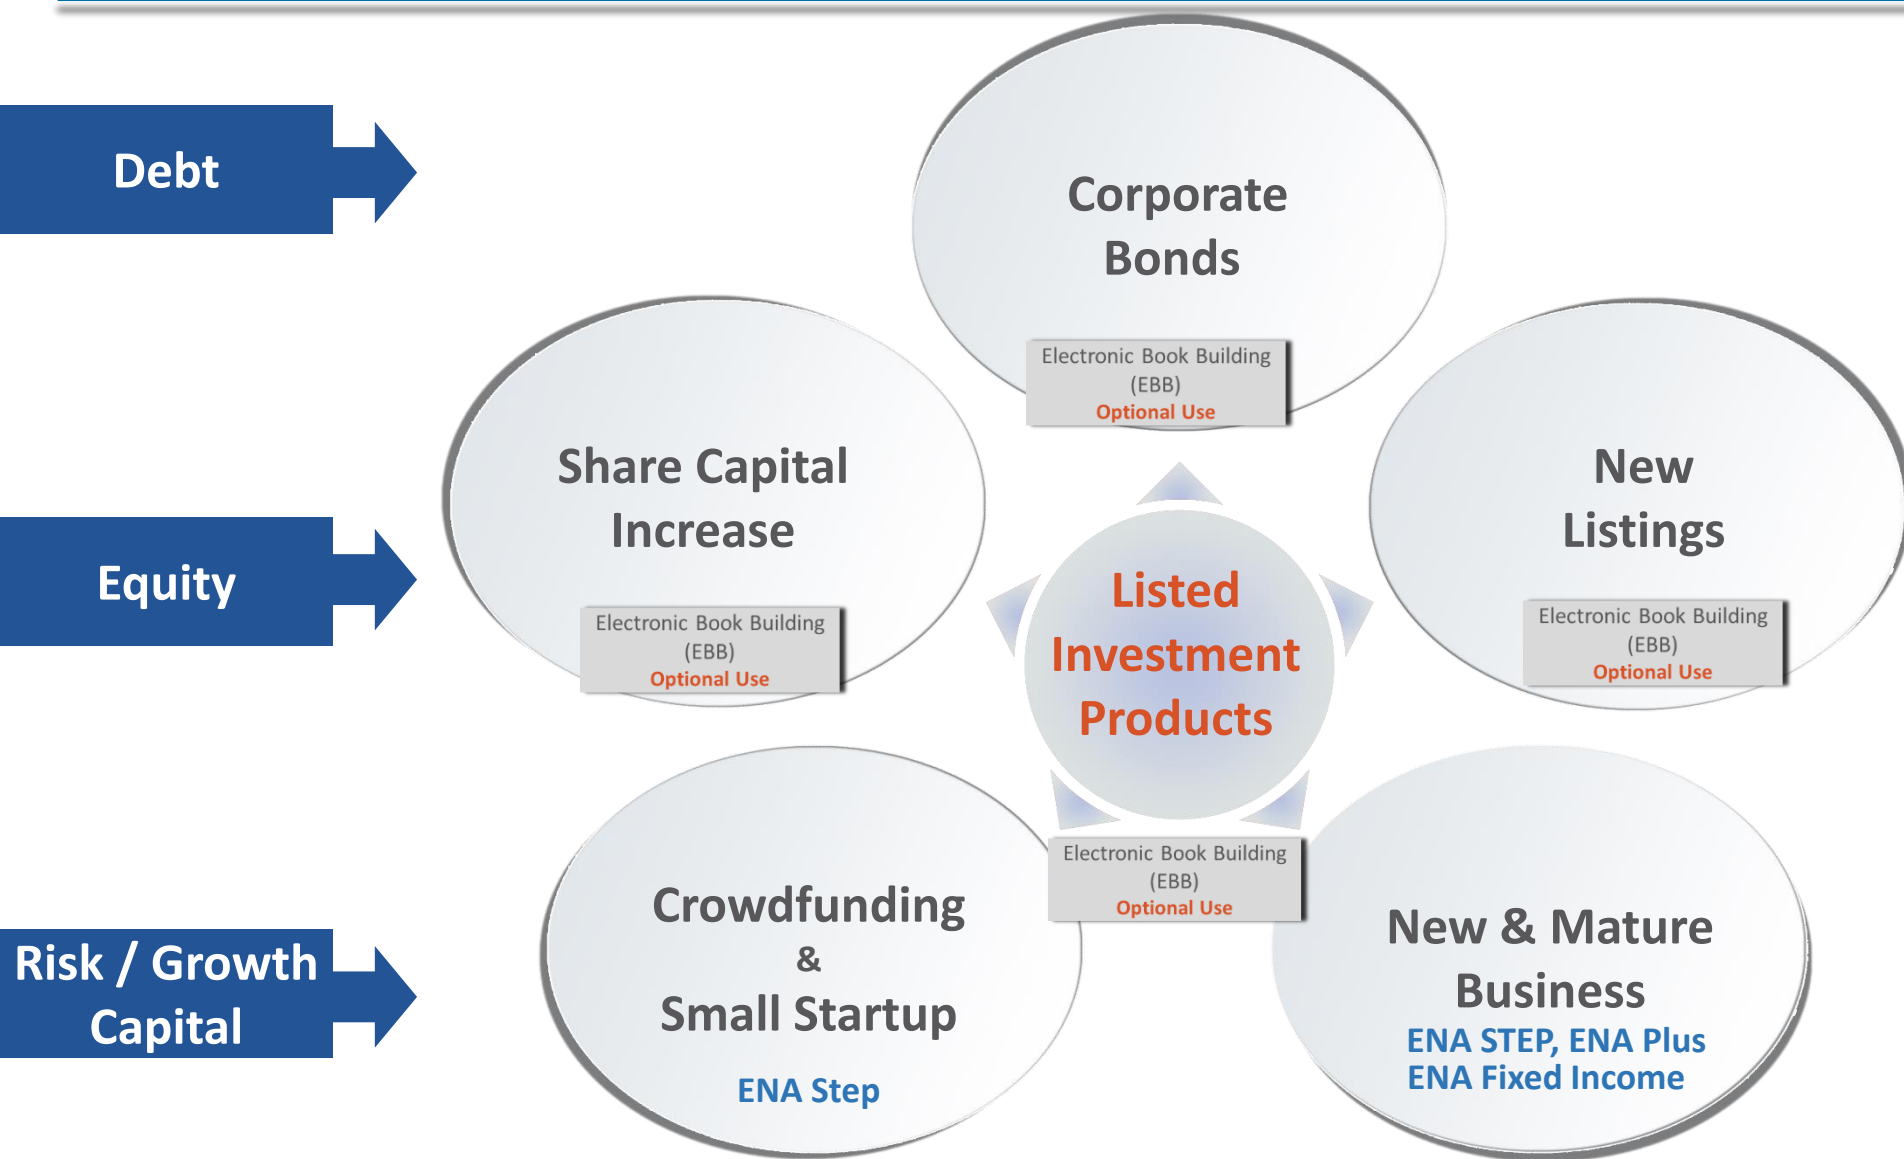 Debt
Corporate
Bonds
Electronic Book Building
(EBB)
Optional Use
Equity
Share Capital
Increase
Electronic Book Building
(EBB)
Optional Use
Listed
Investment
Products
New
Listings
Electronic Book Building
(EBB)
Optional Use
Risk / Growth
Capital
Crowdfunding
&
Small Startup
ENA Step
Electronic Book Building
(EBB)
Optional Use
New & Mature
Business
ENA STEP, ENA Plus
ENA Fixed Income